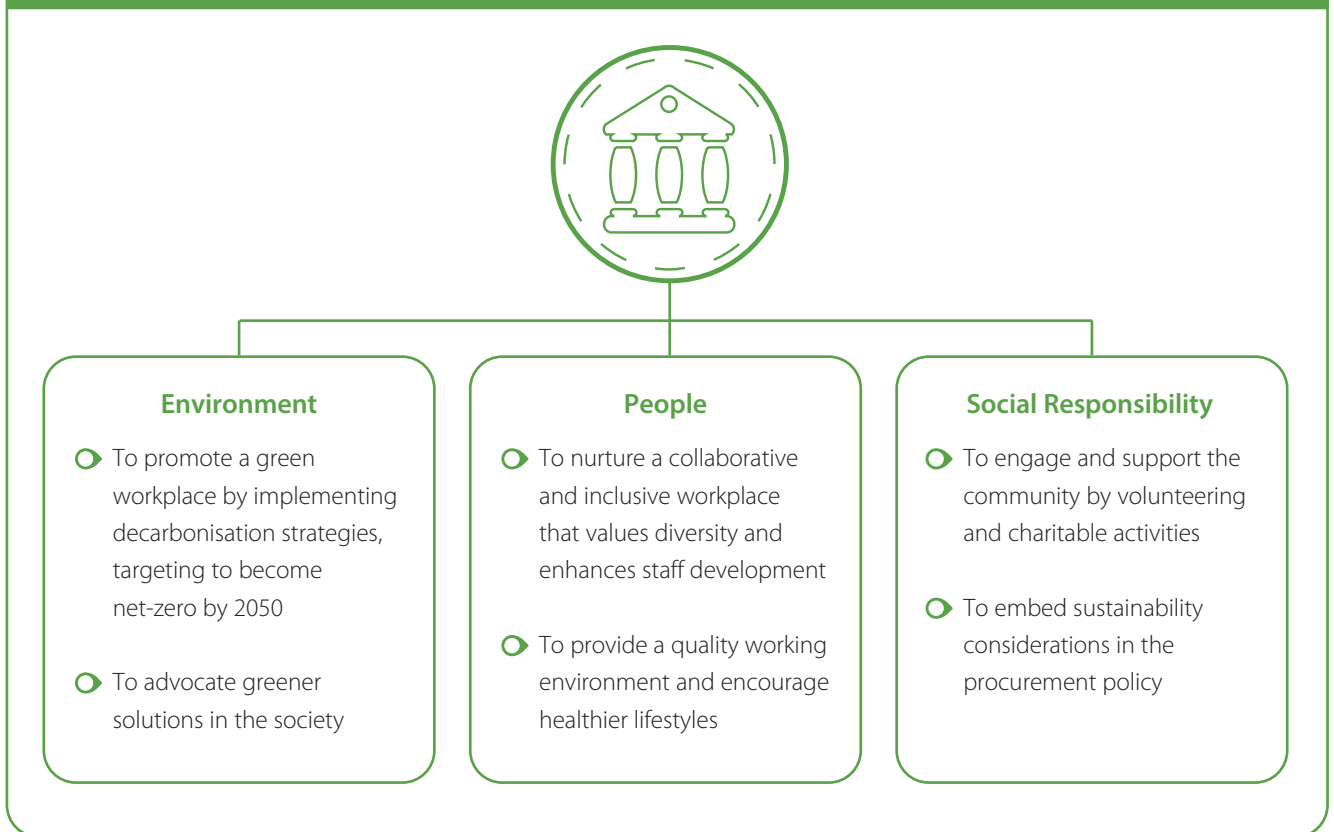 Environment
To promote a green
workplace by implementing
decarbonisation strategies,
targeting to become
net-zero by 2050
To advocate greener
solutions in the society
People
To nurture a collaborative
and inclusive workplace
that values diversity and
enhances staff development
To provide a quality working
environment and encourage
healthier lifestyles
Social Responsibility
To engage and support the
community by volunteering
and charitable activities
To embed sustainability
considerations in the
procurement policy